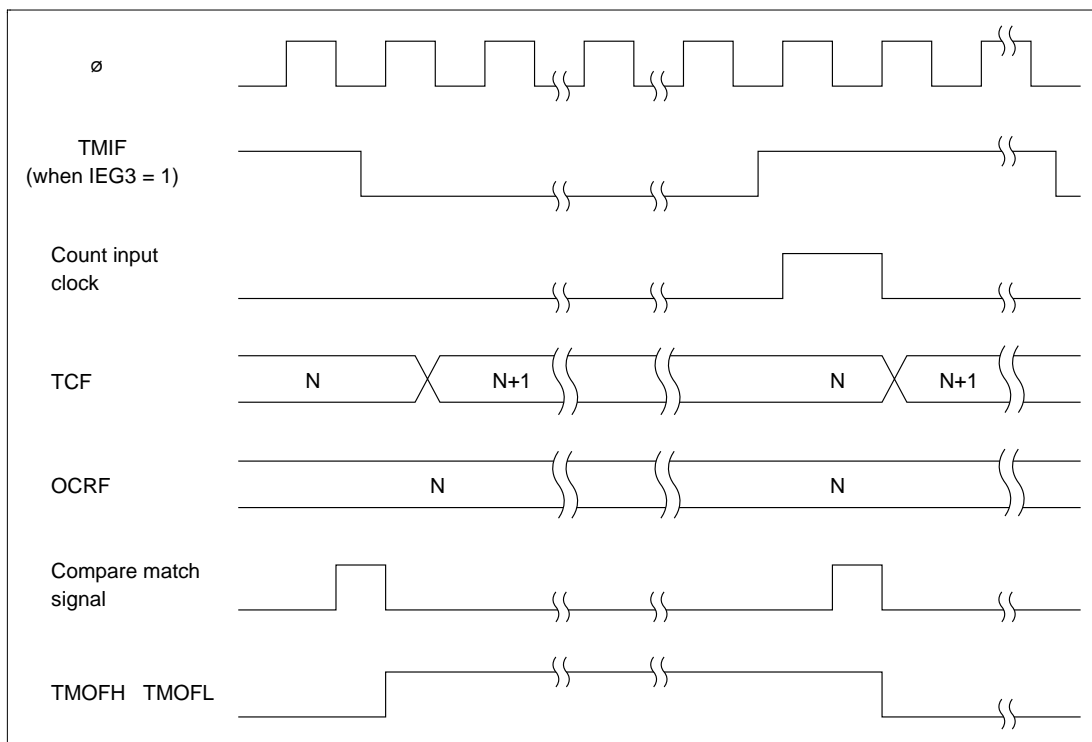 ø
TMIF
(when IEG3 = 1)
Count input
clock
TCF
N
N+1
N
N+1
OCRF
N
N
Compare match
signal
TMOFH TMOFL